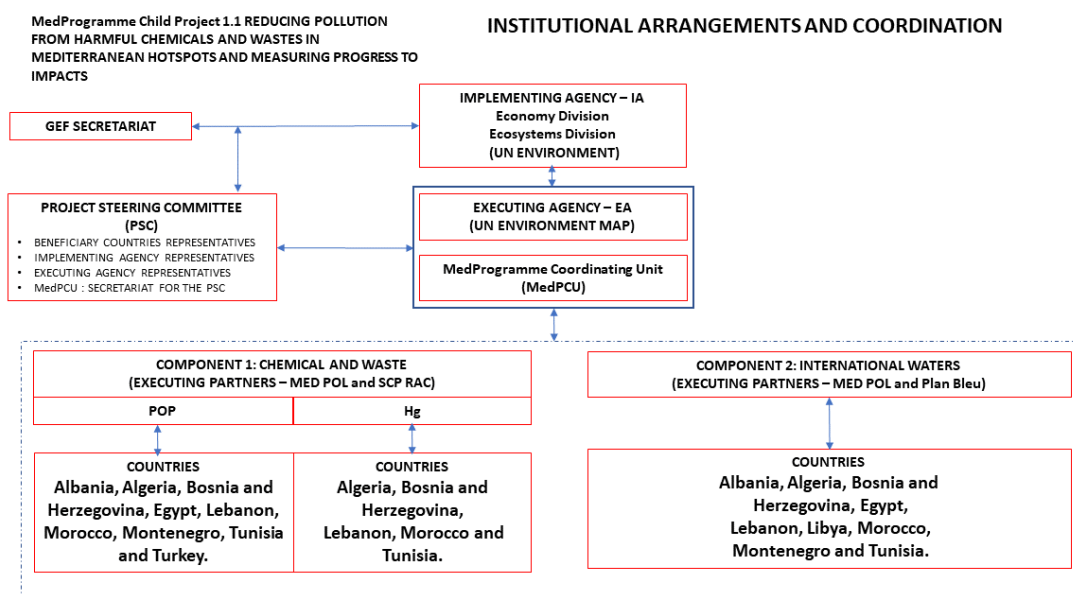 MedProgramme Child Project 1.1 REDUCING POLLUTION
FROM HARMFUL CHEMICALS AND WASTES IN
MEDITERRANEAN HOTSPOTS AND MEASURING PROGRESS TO
IMPACTS
INSTITUTIONAL ARRANGEMENTS AND COORDINATION
GEF SECRETARIAT
IMPLEMENTING AGENCY – IA
Economy Division
Ecosystems Division
(UN ENVIRONMENT)
PROJECT STEERING COMMITTEE
(PSC)
• BENEFICIARY COUNTRIES REPRESENTATIVES
• IMPLEMENTING AGENCY REPRESENTATIVES
• EXECUTING AGENCY REPRESENTATIVES
• MedPCU : SECRETARIAT FOR THE PSC
EXECUTING AGENCY – EA
(UN ENVIRONMENT MAP)
MedProgramme Coordinating Unit
(MedPCU)
COMPONENT 1: CHEMICAL AND WASTE
(EXECUTING PARTNERS – MED POL and SCP RAC)
POP
Hg
COUNTRIES
Albania, Algeria, Bosnia and
Herzegovina, Egypt, Lebanon,
Morocco, Montenegro, Tunisia
and Turkey.
COUNTRIES
Algeria, Bosnia and
Herzegovina,
Lebanon, Morocco and
Tunisia.
COMPONENT 2: INTERNATIONAL WATERS
(EXECUTING PARTNERS – MED POL and Plan Bleu)
COUNTRIES
Albania, Algeria, Bosnia and
Herzegovina, Egypt,
Lebanon, Libya, Morocco,
Montenegro and Tunisia.